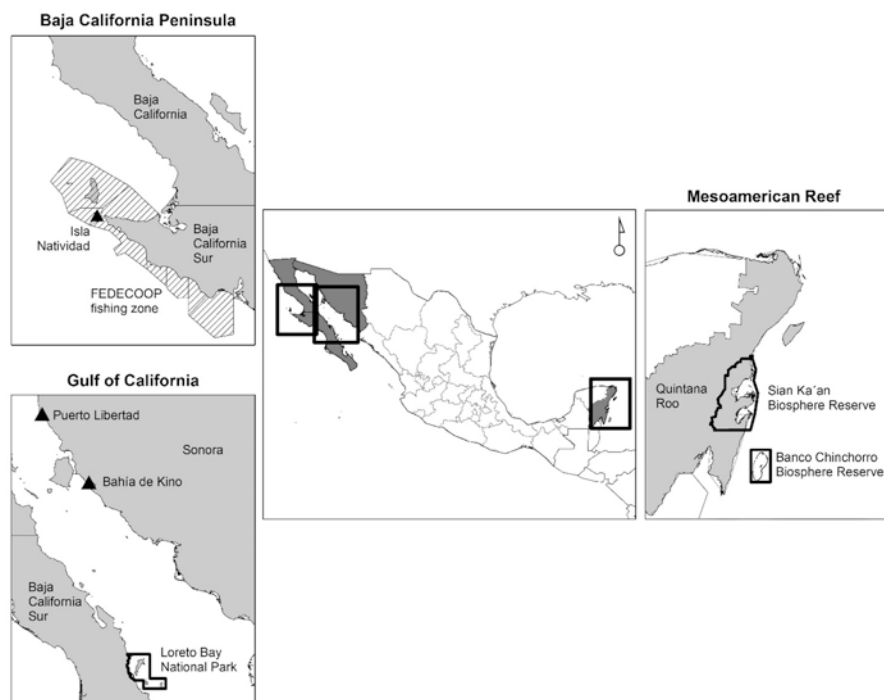 Baja California Peninsula
Baja
California
Isla
Natividad
Baja
California
Sur
FEDECOOP
fishing zone
Gulf of California
Puerto Libertad
Sonora
Bahía de Kino
Baja
California
Sur
Loreto Bay
National Park
Mesoamerican Reef
Quintana
Roo
Sian Ka´an
Biosphere Reserve
Banco Chinchorro
Biosphere Reserve